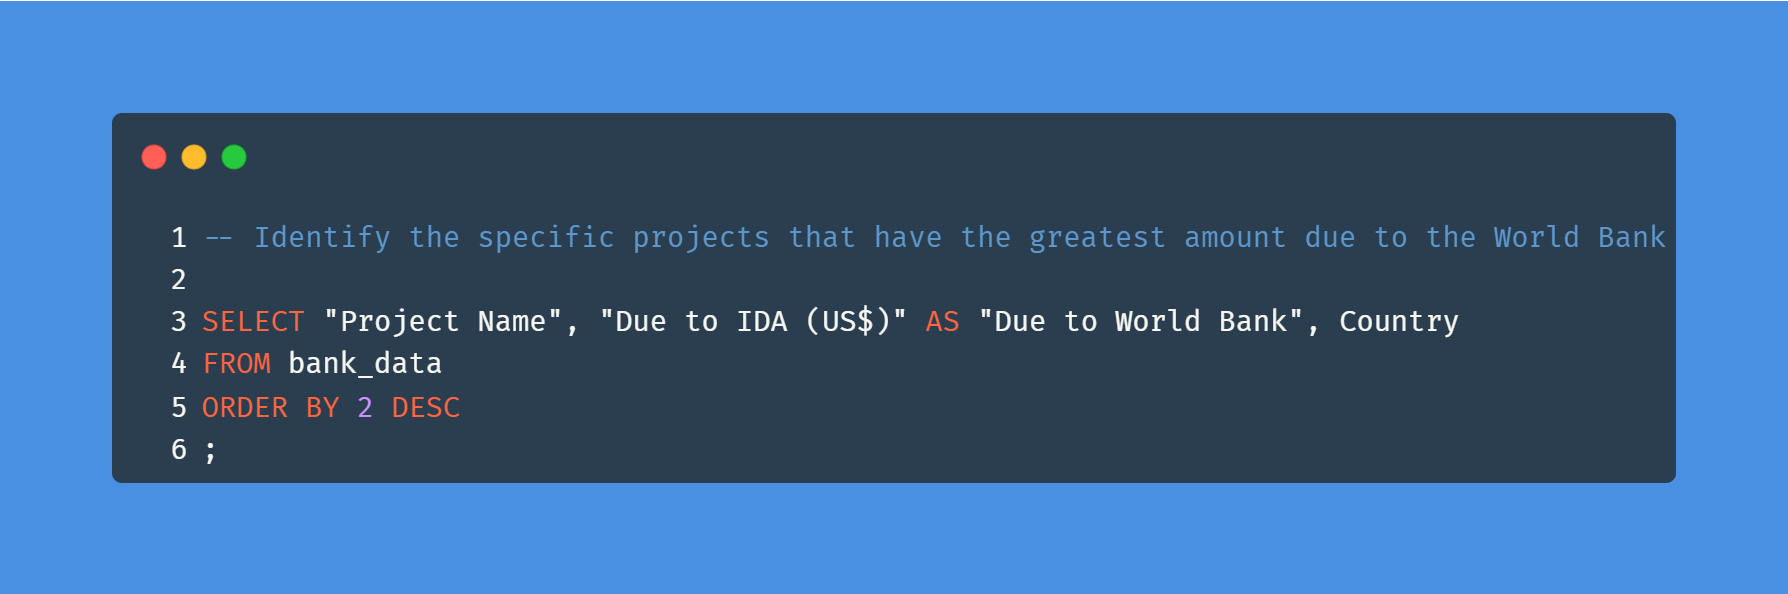 1 -- Identify the specific projects that have the greatest amount due to the World Bank
2
3 SELECT "Project Name", "Due to IDA (US$)" AS "Due to World Bank", Country
4 FROM bank_data
5 ORDER BY 2 DESC
6 ;